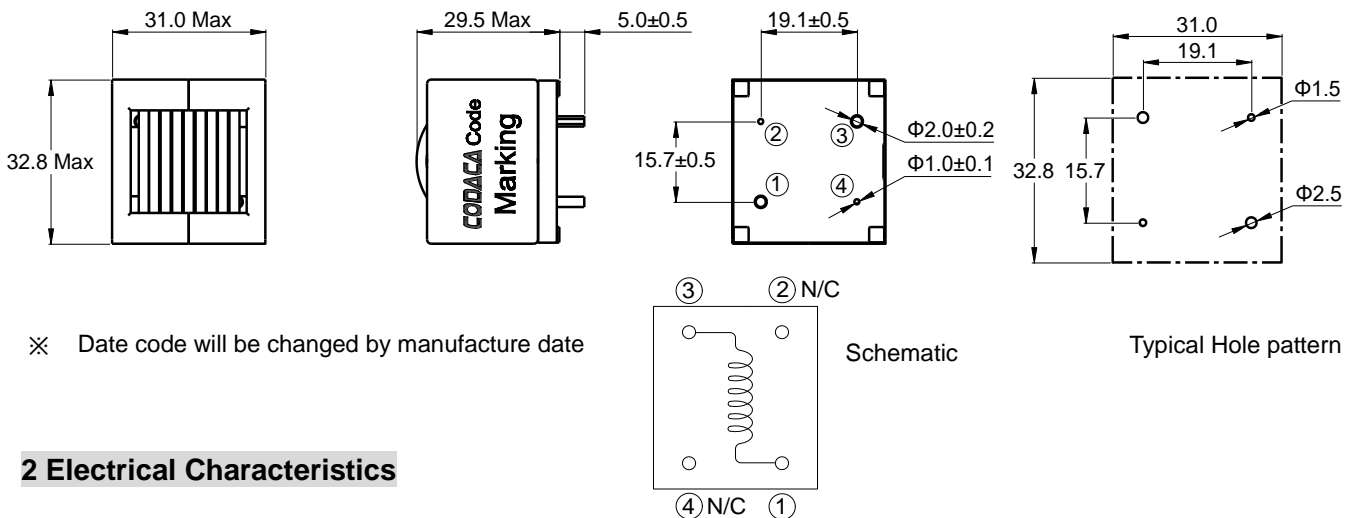 31.0 Max
29.5 Max
5.0±0.5
19.1±0.5
31.0
19.1
Φ1.5
32.8 Max
CODACA Code
Marking
15.7±0.5
②
③
①
④
Φ2.0±0.2
Φ1.0±0.1
32.8
15.7
Φ2.5
③
② N/C
※ Date code will be changed by manufacture date
Schematic
Typical Hole pattern
2 Electrical Characteristics
④ N/C
①